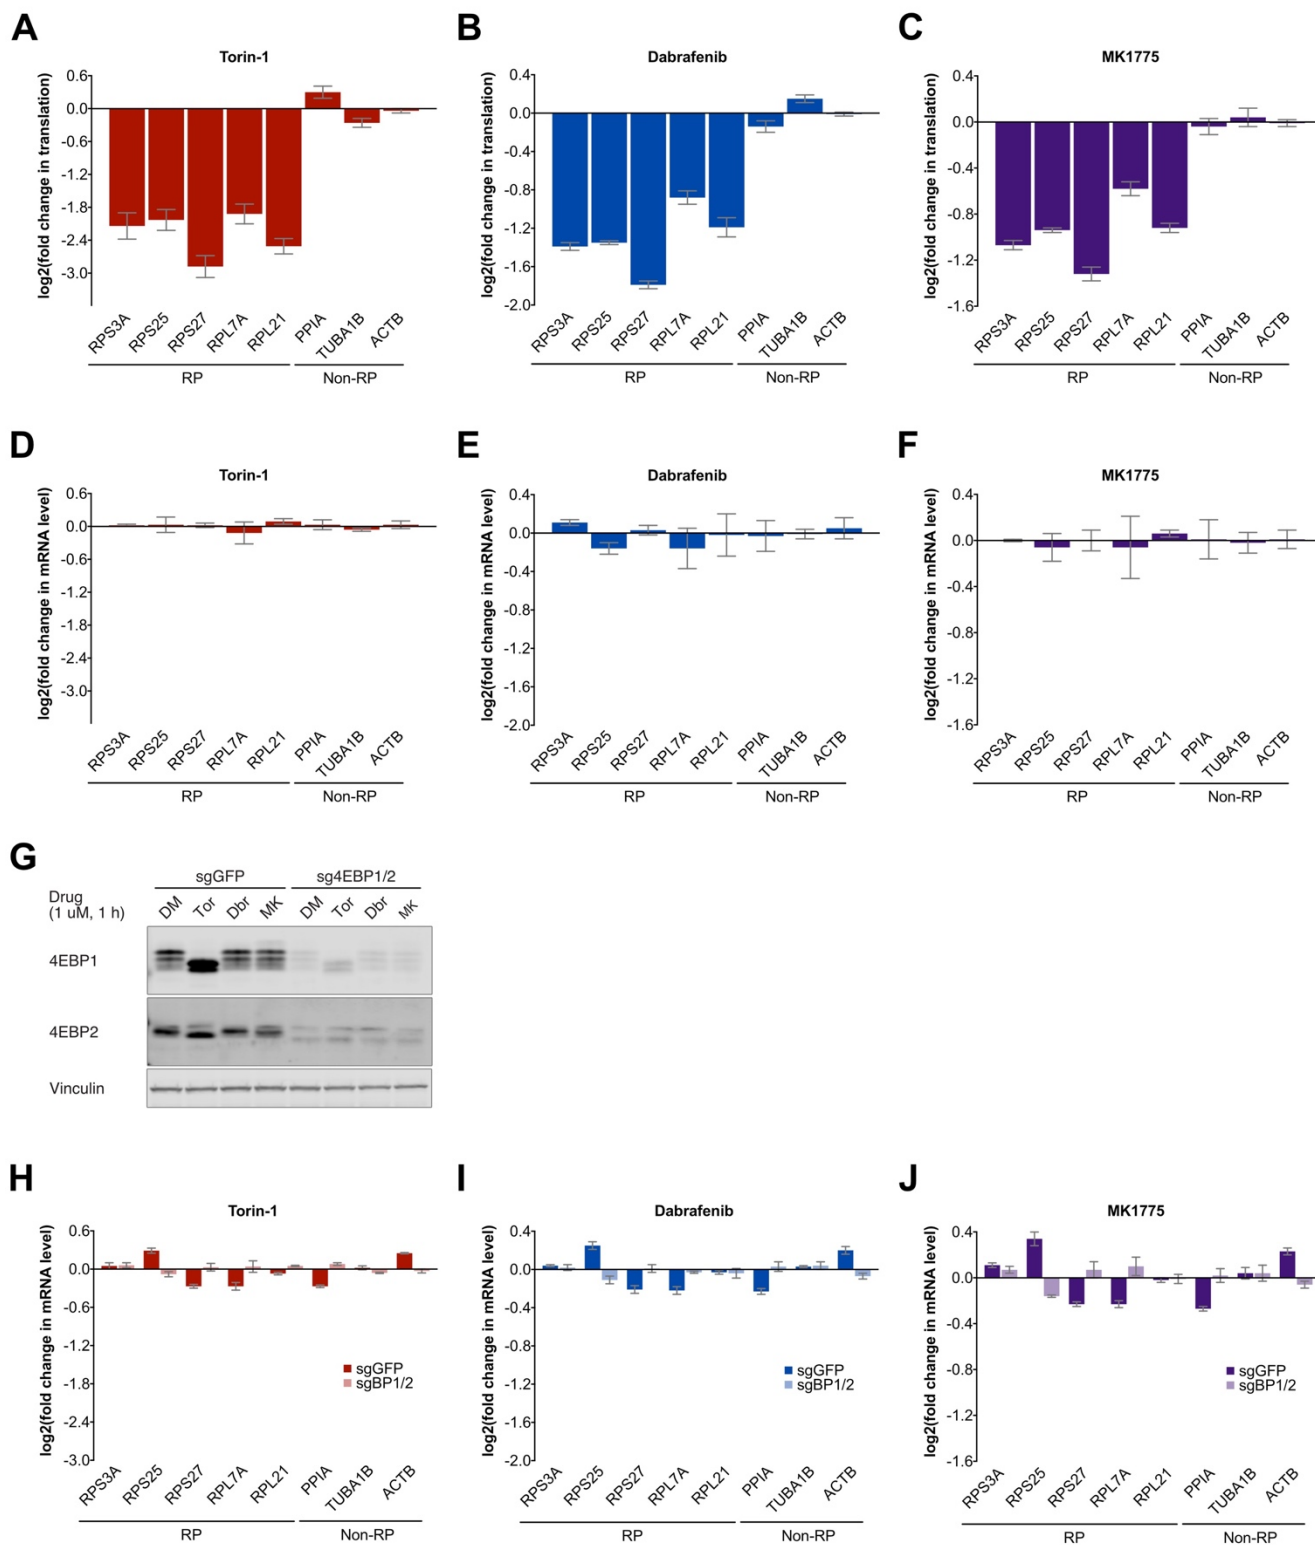 A
Torin-1
log2(fold change in translation)
0.6
0.0
-0.6
-1.2
-1.8
-2.4
-3.0
RPS3A
RPS25
RPS27
RPL7A
RPL21
PPIA
TUBA1B
ACTB
RP
Non-RP
B
Dabrafenib
log2(fold change in translation)
0.4
0.0
-0.4
-0.8
-1.2
-1.6
-2.0
RPS3A
RPS25
RPS27
RPL7A
RPL21
PPIA
TUBA1B
ACTB
RP
Non-RP
C
MK1775
log2(fold change in translation)
0.4
0.0
-0.4
-0.8
-1.2
-1.6
RPS3A
RPS25
RPS27
RPL7A
RPL21
PPIA
TUBA1B
ACTB
RP
Non-RP
D
Torin-1
log2(fold change in mRNA level)
0.6
0.0
-0.6
-1.2
-1.8
-2.4
-3.0
RPS3A
RPS25
RPS27
RPL7A
RPL21
PPIA
TUBA1B
ACTB
RP
Non-RP
E
Dabrafenib
log2(fold change in mRNA level)
0.4
0.0
-0.4
-0.8
-1.2
-1.6
-2.0
RPS3A
RPS25
RPS27
RPL7A
RPL21
PPIA
TUBA1B
ACTB
RP
Non-RP
F
MK1775
log2(fold change in mRNA level)
0.4
0.0
-0.4
-0.8
-1.2
-1.6
RPS3A
RPS25
RPS27
RPL7A
RPL21
PPIA
TUBA1B
ACTB
RP
Non-RP
G
sgGFP sg4EBP1/2
Drug
(1 uM, 1 h)
DM Tor Dbr MK DM Tor Dbr MK
4EBP1
4EBP2
Vinculin
H
Torin-1
log2(fold change in mRNA level)
0.6
0.0
-0.6
-1.2
-1.8
-2.4
-3.0
sgGFP
sgBP1/2
RPS3A
RPS25
RPS27
RPL7A
RPL21
PPIA
TUBA1B
ACTB
RP
Non-RP
I
Dabrafenib
log2(fold change in mRNA level)
0.4
0.0
-0.4
-0.8
-1.2
-1.6
-2.0
sgGFP
sgBP1/2
RPS3A
RPS25
RPS27
RPL7A
RPL21
PPIA
TUBA1B
ACTB
RP
Non-RP
J
MK1775
log2(fold change in mRNA level)
0.4
0.0
-0.4
-0.8
-1.2
-1.6
sgGFP
sgBP1/2
RPS3A
RPS25
RPS27
RPL7A
RPL21
PPIA
TUBA1B
ACTB
RP
Non-RP